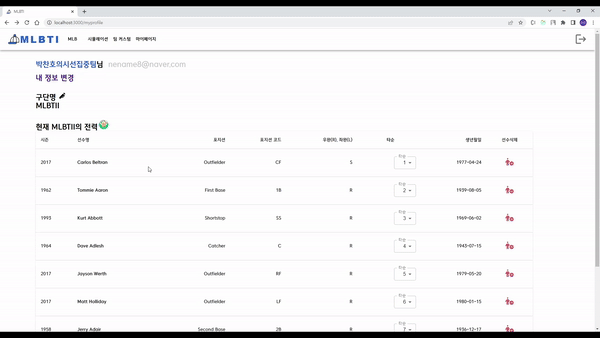 MLBTI
localhost:3000/myprofile
MLBTI MLB 시뮬레이션 팀 커스텀 마이페이지
박찬호의시선집중팀님 nename8@naver.com
내 정보 변경
구단명
MLBTII
현재 MLBTII의 전력
시즌 선수명 포지션 포지션 코드 우완(R), 좌완(L) 타순 생년월일 선수삭제
2017 Carlos Beltran Outfielder CF S 타순 1 1977-04-24
1962 Tommie Aaron First Base 1B R 타순 2 1939-08-05
1993 Kurt Abbott Shortstop SS R 타순 3 1969-06-02
1964 Dave Adlesh Catcher C R 타순 4 1943-07-15
2017 Jayson Werth Outfielder RF R 타순 5 1979-05-20
2017 Matt Holliday Outfielder LF R 타순 6 1980-01-15
1958 Jerry Adair Second Base 2B R 타순 7 1936-12-17